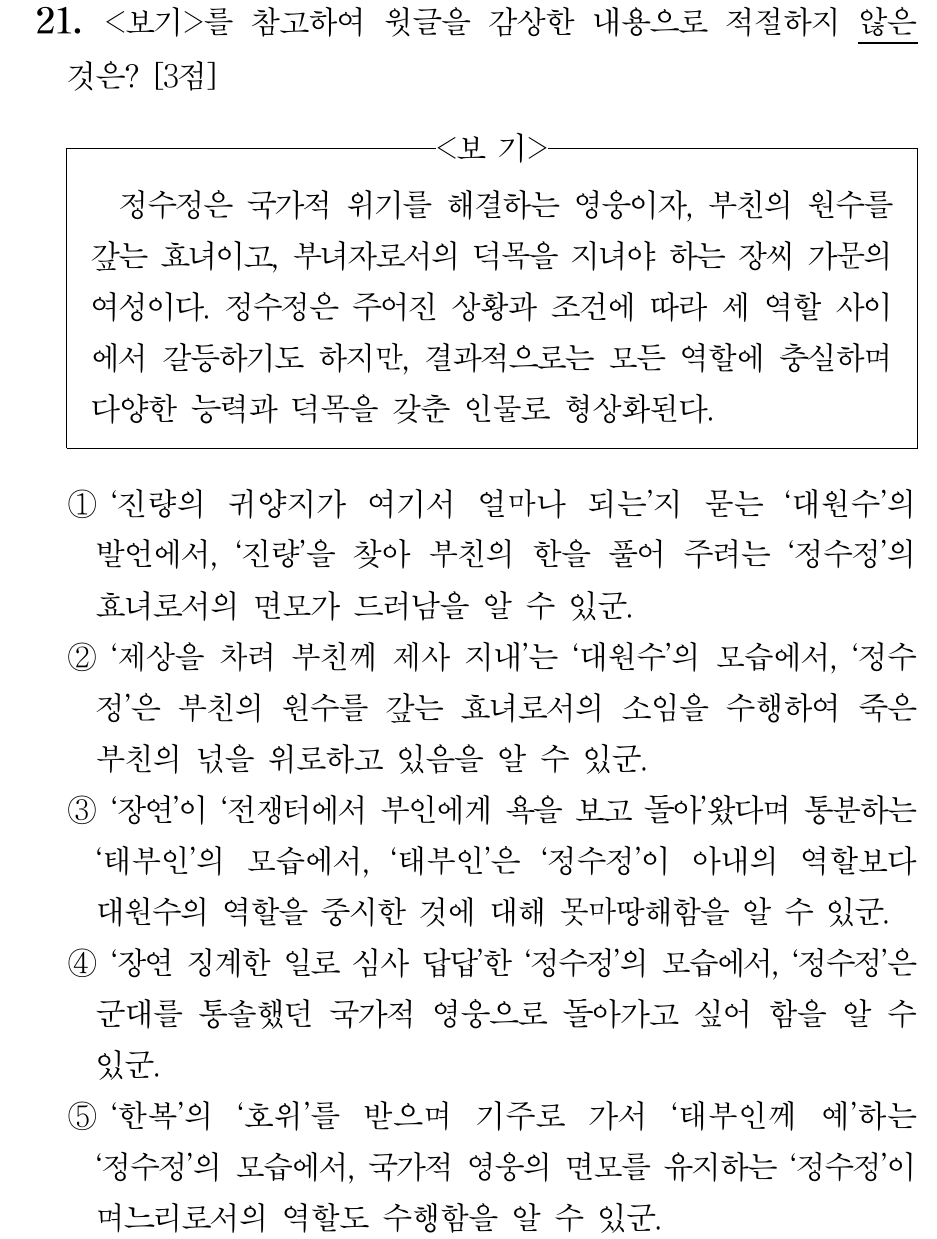 21. <보기>를 참고하여 윗글을 감상한 내용으로 적절하지 않은
것은? [3점]
<보 기>
정수정은 국가적 위기를 해결하는 영웅이자, 부친의 원수를
갚는 효녀이고, 부녀자로서의 덕목을 지녀야 하는 장씨 가문의
여성이다. 정수정은 주어진 상황과 조건에 따라 세 역할 사이
에서 갈등하기도 하지만, 결과적으로는 모든 역할에 충실하며
다양한 능력과 덕목을 갖춘 인물로 형상화된다.
① ‘진량의 귀양지가 여기서 얼마나 되는’지 묻는 ‘대원수’의
발언에서, ‘진량’을 찾아 부친의 한을 풀어 주려는 ‘정수정’의
효녀로서의 면모가 드러남을 알 수 있군.
② ‘제상을 차려 부친께 제사 지내’는 ‘대원수’의 모습에서, ‘정수
정’은 부친의 원수를 갚는 효녀로서의 소임을 수행하여 죽은
부친의 넋을 위로하고 있음을 알 수 있군.
③ ‘장연’이 ‘전쟁터에서 부인에게 욕을 보고 돌아’왔다며 통분하는
‘태부인’의 모습에서, ‘태부인’은 ‘정수정’이 아내의 역할보다
대원수의 역할을 중시한 것에 대해 못마땅해함을 알 수 있군.
④ ‘장연 징계한 일로 심사 답답’한 ‘정수정’의 모습에서, ‘정수정’은
군대를 통솔했던 국가적 영웅으로 돌아가고 싶어 함을 알 수
있군.
⑤ ‘한복’의 ‘호위’를 받으며 기주로 가서 ‘태부인께 예’하는
‘정수정’의 모습에서, 국가적 영웅의 면모를 유지하는 ‘정수정’이
며느리로서의 역할도 수행함을 알 수 있군.